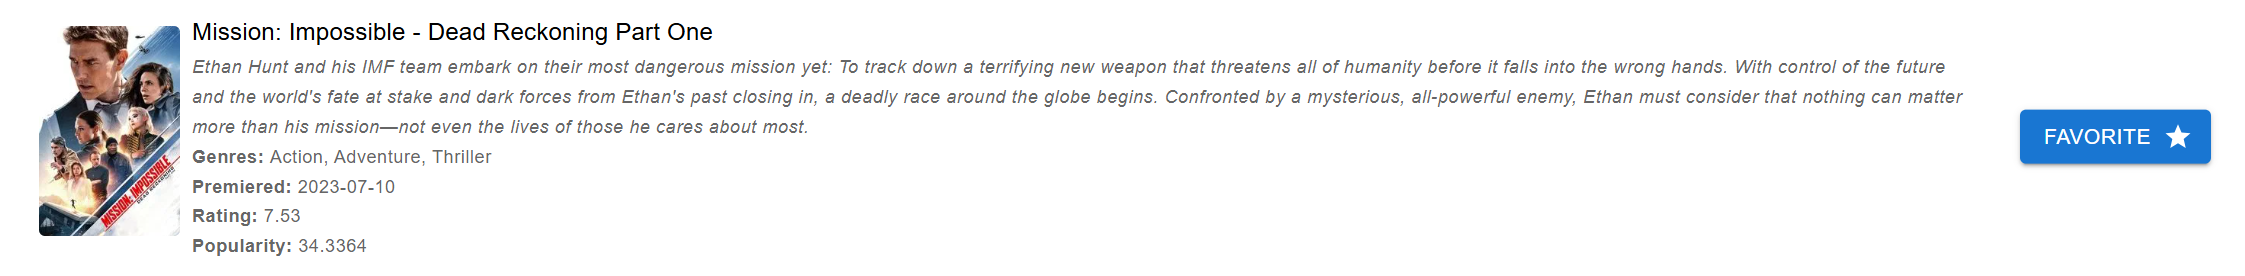 Mission: Impossible - Dead Reckoning Part One
Ethan Hunt and his IMF team embark on their most dangerous mission yet: To track down a terrifying new weapon that threatens all of humanity before it falls into the wrong hands. With control of the future
and the world's fate at stake and dark forces from Ethan's past closing in, a deadly race around the globe begins. Confronted by a mysterious, all-powerful enemy, Ethan must consider that nothing can matter
more than his mission—not even the lives of those he cares about most.
Genres: Action, Adventure, Thriller
Premiered: 2023-07-10
Rating: 7.53
Popularity: 34.3364
FAVORITE
MISSION: IMPOSSIBLE
DEAD RECKONING